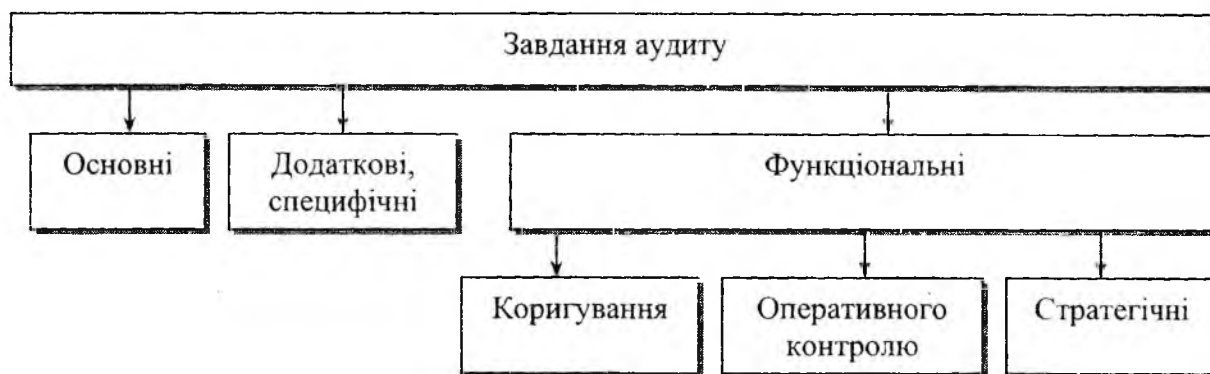 Завдання аудиту
Основні
Додаткові,
специфічні
Функціональні
Коригування
Оперативного
контролю
Стратегічні